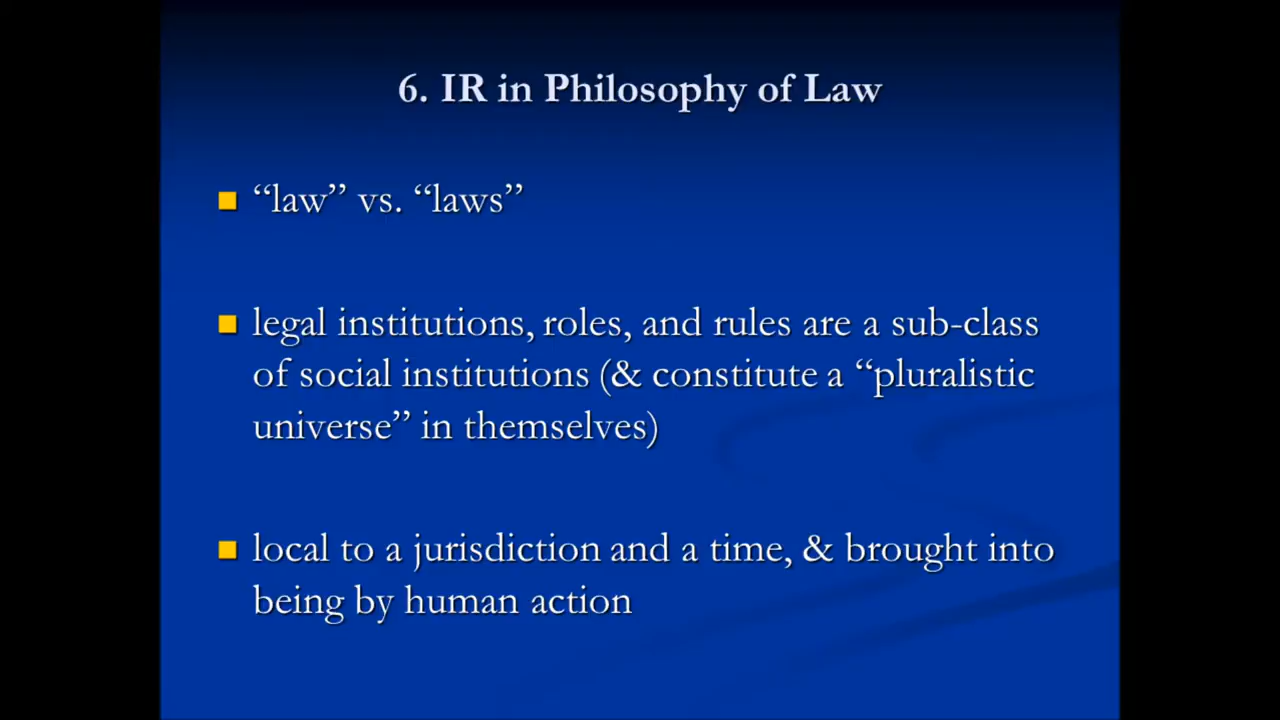 6. IR in Philosophy of Law
“law” vs. “laws”
legal institutions, roles, and rules are a sub-class
of social institutions (& constitute a “pluralistic
universe” in themselves)
local to a jurisdiction and a time, & brought into
being by human action